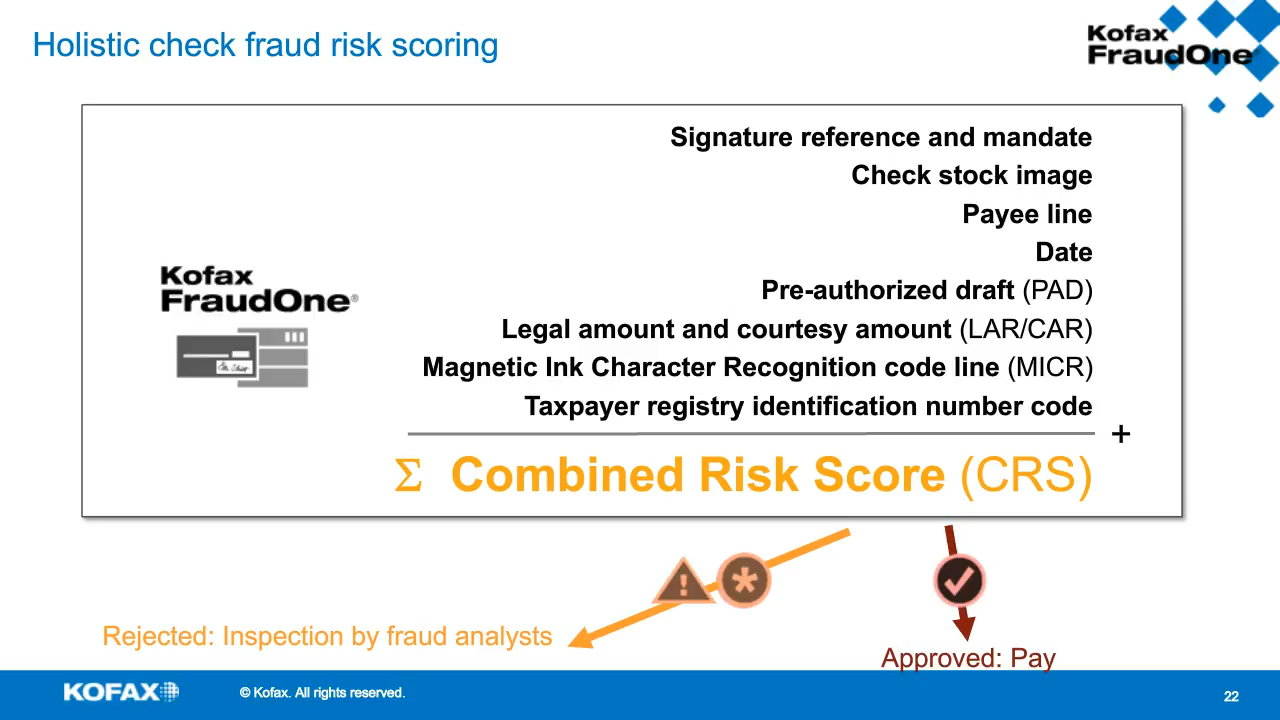 Holistic check fraud risk scoring
Kofax
FraudOne
Signature reference and mandate
Check stock image
Payee line
Date
Pre-authorized draft (PAD)
Legal amount and courtesy amount (LAR/CAR)
Magnetic Ink Character Recognition code line (MICR)
Taxpayer registry identification number code
+
Kofax
FraudOne®
Σ Combined Risk Score (CRS)
Rejected: Inspection by fraud analysts
Approved: Pay
KOFAX
© Kofax. All rights reserved.
22